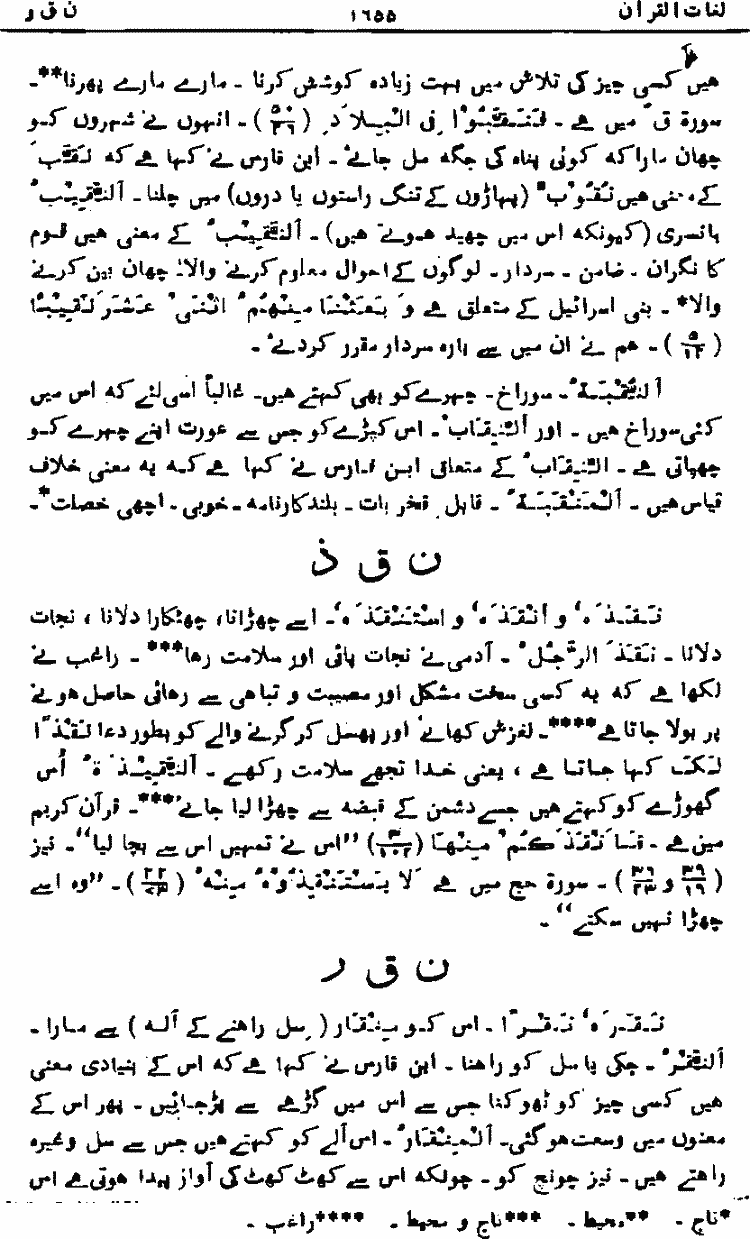 لغات القرآن ۱۶۵۵ ن ق ر
ہیں کسی چیز کی تلاش میں بہت زیادہ کوشش کرنا ۔ مارے مارے پھرنا**۔
سورۃ قٓ میں ہے ۔ فَنَقَّبُوْا فِی الْبِلَادِ (۵۰/۳۶)۔ انہوں نے شہروں کو
چھان مارا کہ کوئی پناہ کی جگہ مل جائے۔ ابن فارس نے کہا ہے کہ نَقَّبَ
کے معنی ہیں نُقُوْبٌ (پہاڑوں کے تنگ راستوں یا دروں) میں چلنا ۔ اَلنَّقِیْبُ
بانسری (کیونکہ اس میں چھید ہوتے ہیں)۔ اَلنَّقِیْبُ کے معنی ہیں قوم
کا نگران ۔ ضامن ۔ سردار ۔ لوگوں کے احوال معلوم کرنے والا۔ چھان بین کرنے
والا*۔ بنی اسرائیل کے متعلق ہے وَ بَعَثْنَا مِنْهُمُ اثْنَیْ عَشَرَ نَقِیْبًا
(۵/۱۲)۔ ہم نے ان میں سے بارہ سردار مقرر کردئے ۔
اَلنُّقْبَۃُ ۔ سوراخ ۔ چہرے کو بھی کہتے ہیں۔ غالباً اسی لئے کہ اس میں
کئی سوراخ ہیں ۔ اور اَلنِّقَابُ ۔ اس کپڑے کو جس سے عورت اپنے چہرے کو
چھپاتی ہے ۔ اَلنِّقَابُ کے متعلق ابن فارس نے کہا ہے کہ یہ معنی خلاف
قیاس ہیں ۔ اَلْمَنْقَبَۃُ ۔ قابل فخر بات ۔ بلند کارنامہ ۔ خوبی ۔ اچھی خصلت*۔
ن ق ذ
نَقَذَہٗ وَ اَنْقَذَہٗ وَ اسْتَنْقَذَہٗ ۔ اسے چھڑانا، چھٹکارا دلانا ، نجات
دلانا ۔ نَقَذَ الرَّجُلُ ۔ آدمی نے نجات پائی اور سلامت رہا***۔ راغب نے
لکھا ہے کہ یہ کسی سخت مشکل اور مصیبت و تباہی سے رہائی حاصل ہونے
پر بولا جاتا ہے****۔ لغزش کھانے اور پھسل کر گرنے والے کو بطور دعا نَقَذًا
لَکَ کہا جاتا ہے ، یعنی خدا تجھے سلامت رکھے ۔ اَلنَّقِیْذَۃُ اُس
گھوڑے کو کہتے ہیں جسے دشمن کے قبضہ سے چھڑا لیا جائے***۔ قرآن کریم
میں ہے ۔ فَاَنْقَذَکُمْ مِنْهَا (۳/۱۰۲) ”اس نے تمہیں اس سے بچا لیا“ ۔ نیز
(۳۹/۱۹ و ۳۶/۲۳)۔ سورۃ حج میں ہے لَا یَسْتَنْقِذُوْہُ مِنْہُ (۲۲/۷۳)۔ ”وہ اسے
چھڑا نہیں سکتے“ ۔
ن ق ر
نَقَرَہٗ نَقْرًا ۔ اس کو مِنْقَار (سل راہنے کے آلہ) سے مارا ۔
اَلنَّقْرُ ۔ چکی یا سل کو راہنا ۔ ابن فارس نے کہا ہے کہ اس کے بنیادی معنی
ہیں کسی چیز کو ٹھوکنا جس سے اس میں گڑھے سے پڑجائیں ۔ پھر اس کے
معنوں میں وسعت ہو گئی۔ اَلْمِنْقَارُ ۔ اس آلے کو کہتے ہیں جس سے سل وغیرہ
راہتے ہیں ۔ نیز چونچ کو ۔ چونکہ اس سے کھٹ کھٹ کی آواز پیدا ہوتی ہے اس
*تاج ۔ **محیط ۔ ***تاج و محیط ۔ ****راغب ۔